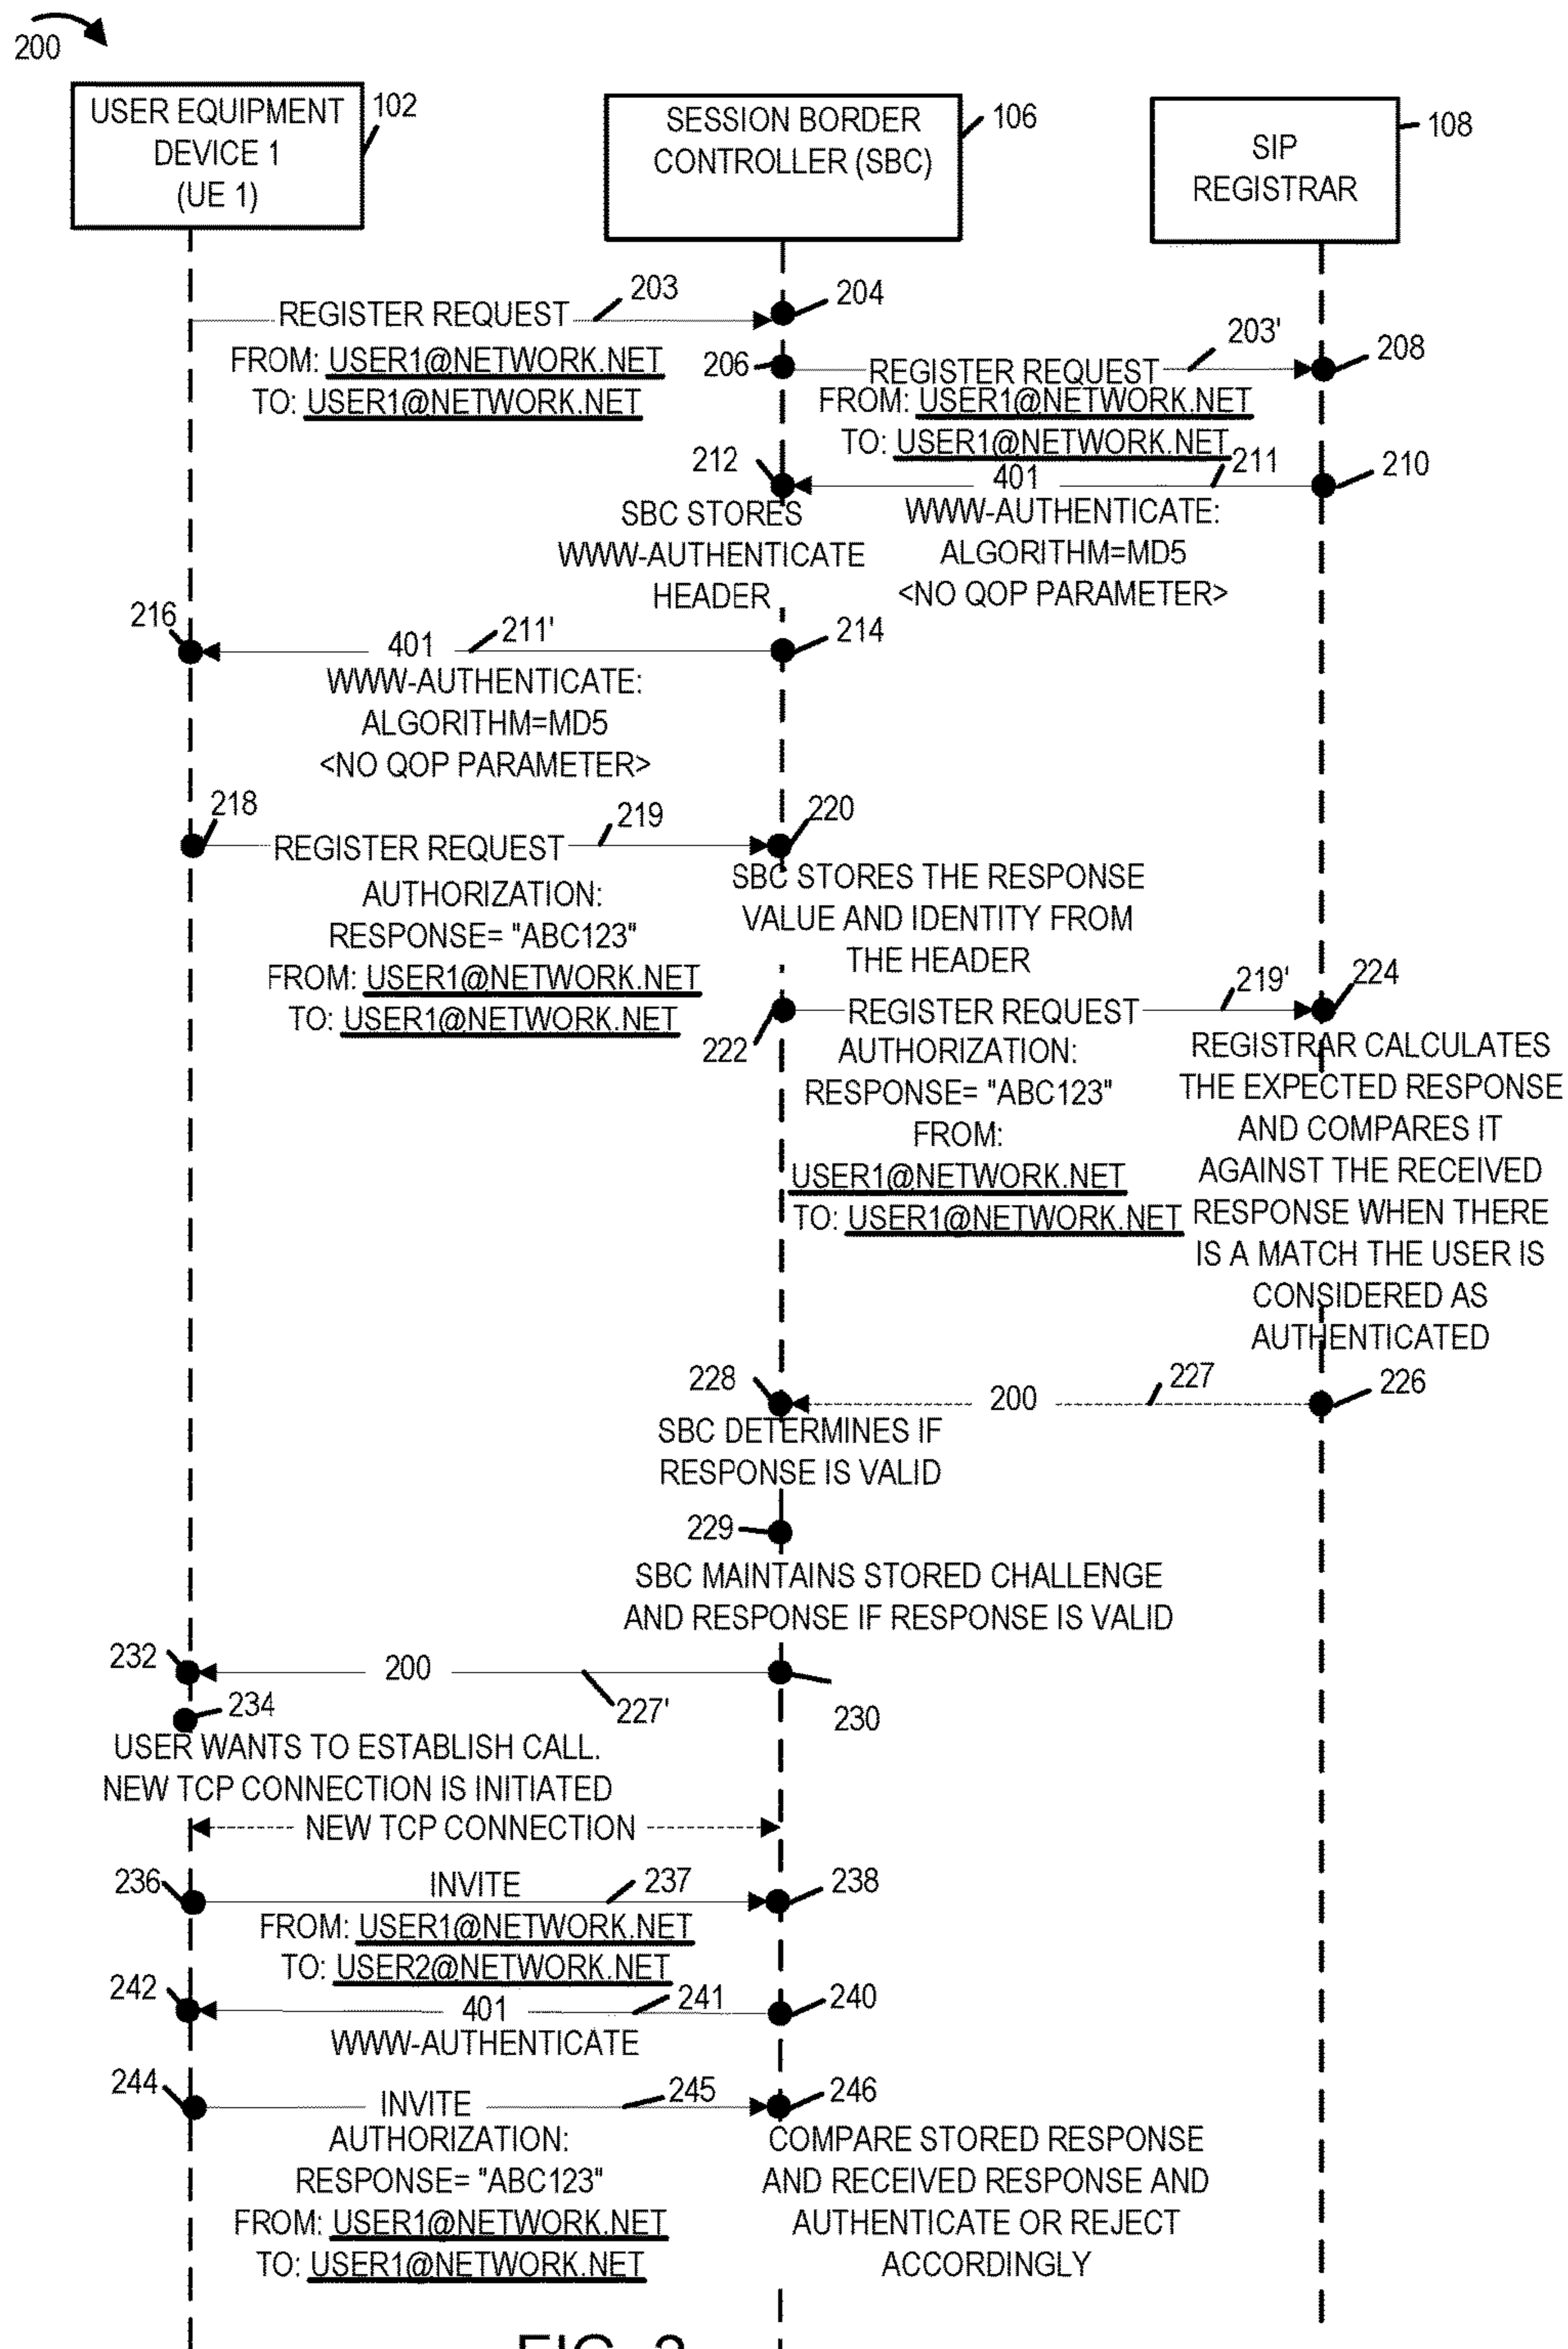 200
USER EQUIPMENT
DEVICE 1
(UE 1)
102
SESSION BORDER
CONTROLLER (SBC)
106
SIP
REGISTRAR
108
REGISTER REQUEST
203
204
FROM: USER1@NETWORK.NET
TO: USER1@NETWORK.NET
206
REGISTER REQUEST
203'
208
FROM: USER1@NETWORK.NET
TO: USER1@NETWORK.NET
212
401
211
210
SBC STORES
WWW-AUTHENTICATE
HEADER
WWW-AUTHENTICATE:
ALGORITHM=MD5
<NO QOP PARAMETER>
216
401
211'
214
WWW-AUTHENTICATE:
ALGORITHM=MD5
<NO QOP PARAMETER>
218
REGISTER REQUEST
219
220
AUTHORIZATION:
RESPONSE= "ABC123"
FROM: USER1@NETWORK.NET
TO: USER1@NETWORK.NET
SBC STORES THE RESPONSE
VALUE AND IDENTITY FROM
THE HEADER
222
REGISTER REQUEST
219'
224
AUTHORIZATION:
RESPONSE= "ABC123"
FROM:
USER1@NETWORK.NET
TO: USER1@NETWORK.NET
REGISTRAR CALCULATES
THE EXPECTED RESPONSE
AND COMPARES IT
AGAINST THE RECEIVED
RESPONSE WHEN THERE
IS A MATCH THE USER IS
CONSIDERED AS
AUTHENTICATED
228
200
227
226
SBC DETERMINES IF
RESPONSE IS VALID
229
SBC MAINTAINS STORED CHALLENGE
AND RESPONSE IF RESPONSE IS VALID
232
200
227'
230
234
USER WANTS TO ESTABLISH CALL.
NEW TCP CONNECTION IS INITIATED
NEW TCP CONNECTION
236
INVITE
237
238
FROM: USER1@NETWORK.NET
TO: USER2@NETWORK.NET
242
401
241
240
WWW-AUTHENTICATE
244
INVITE
245
246
AUTHORIZATION:
RESPONSE= "ABC123"
FROM: USER1@NETWORK.NET
TO: USER1@NETWORK.NET
COMPARE STORED RESPONSE
AND RECEIVED RESPONSE AND
AUTHENTICATE OR REJECT
ACCORDINGLY
FIG.